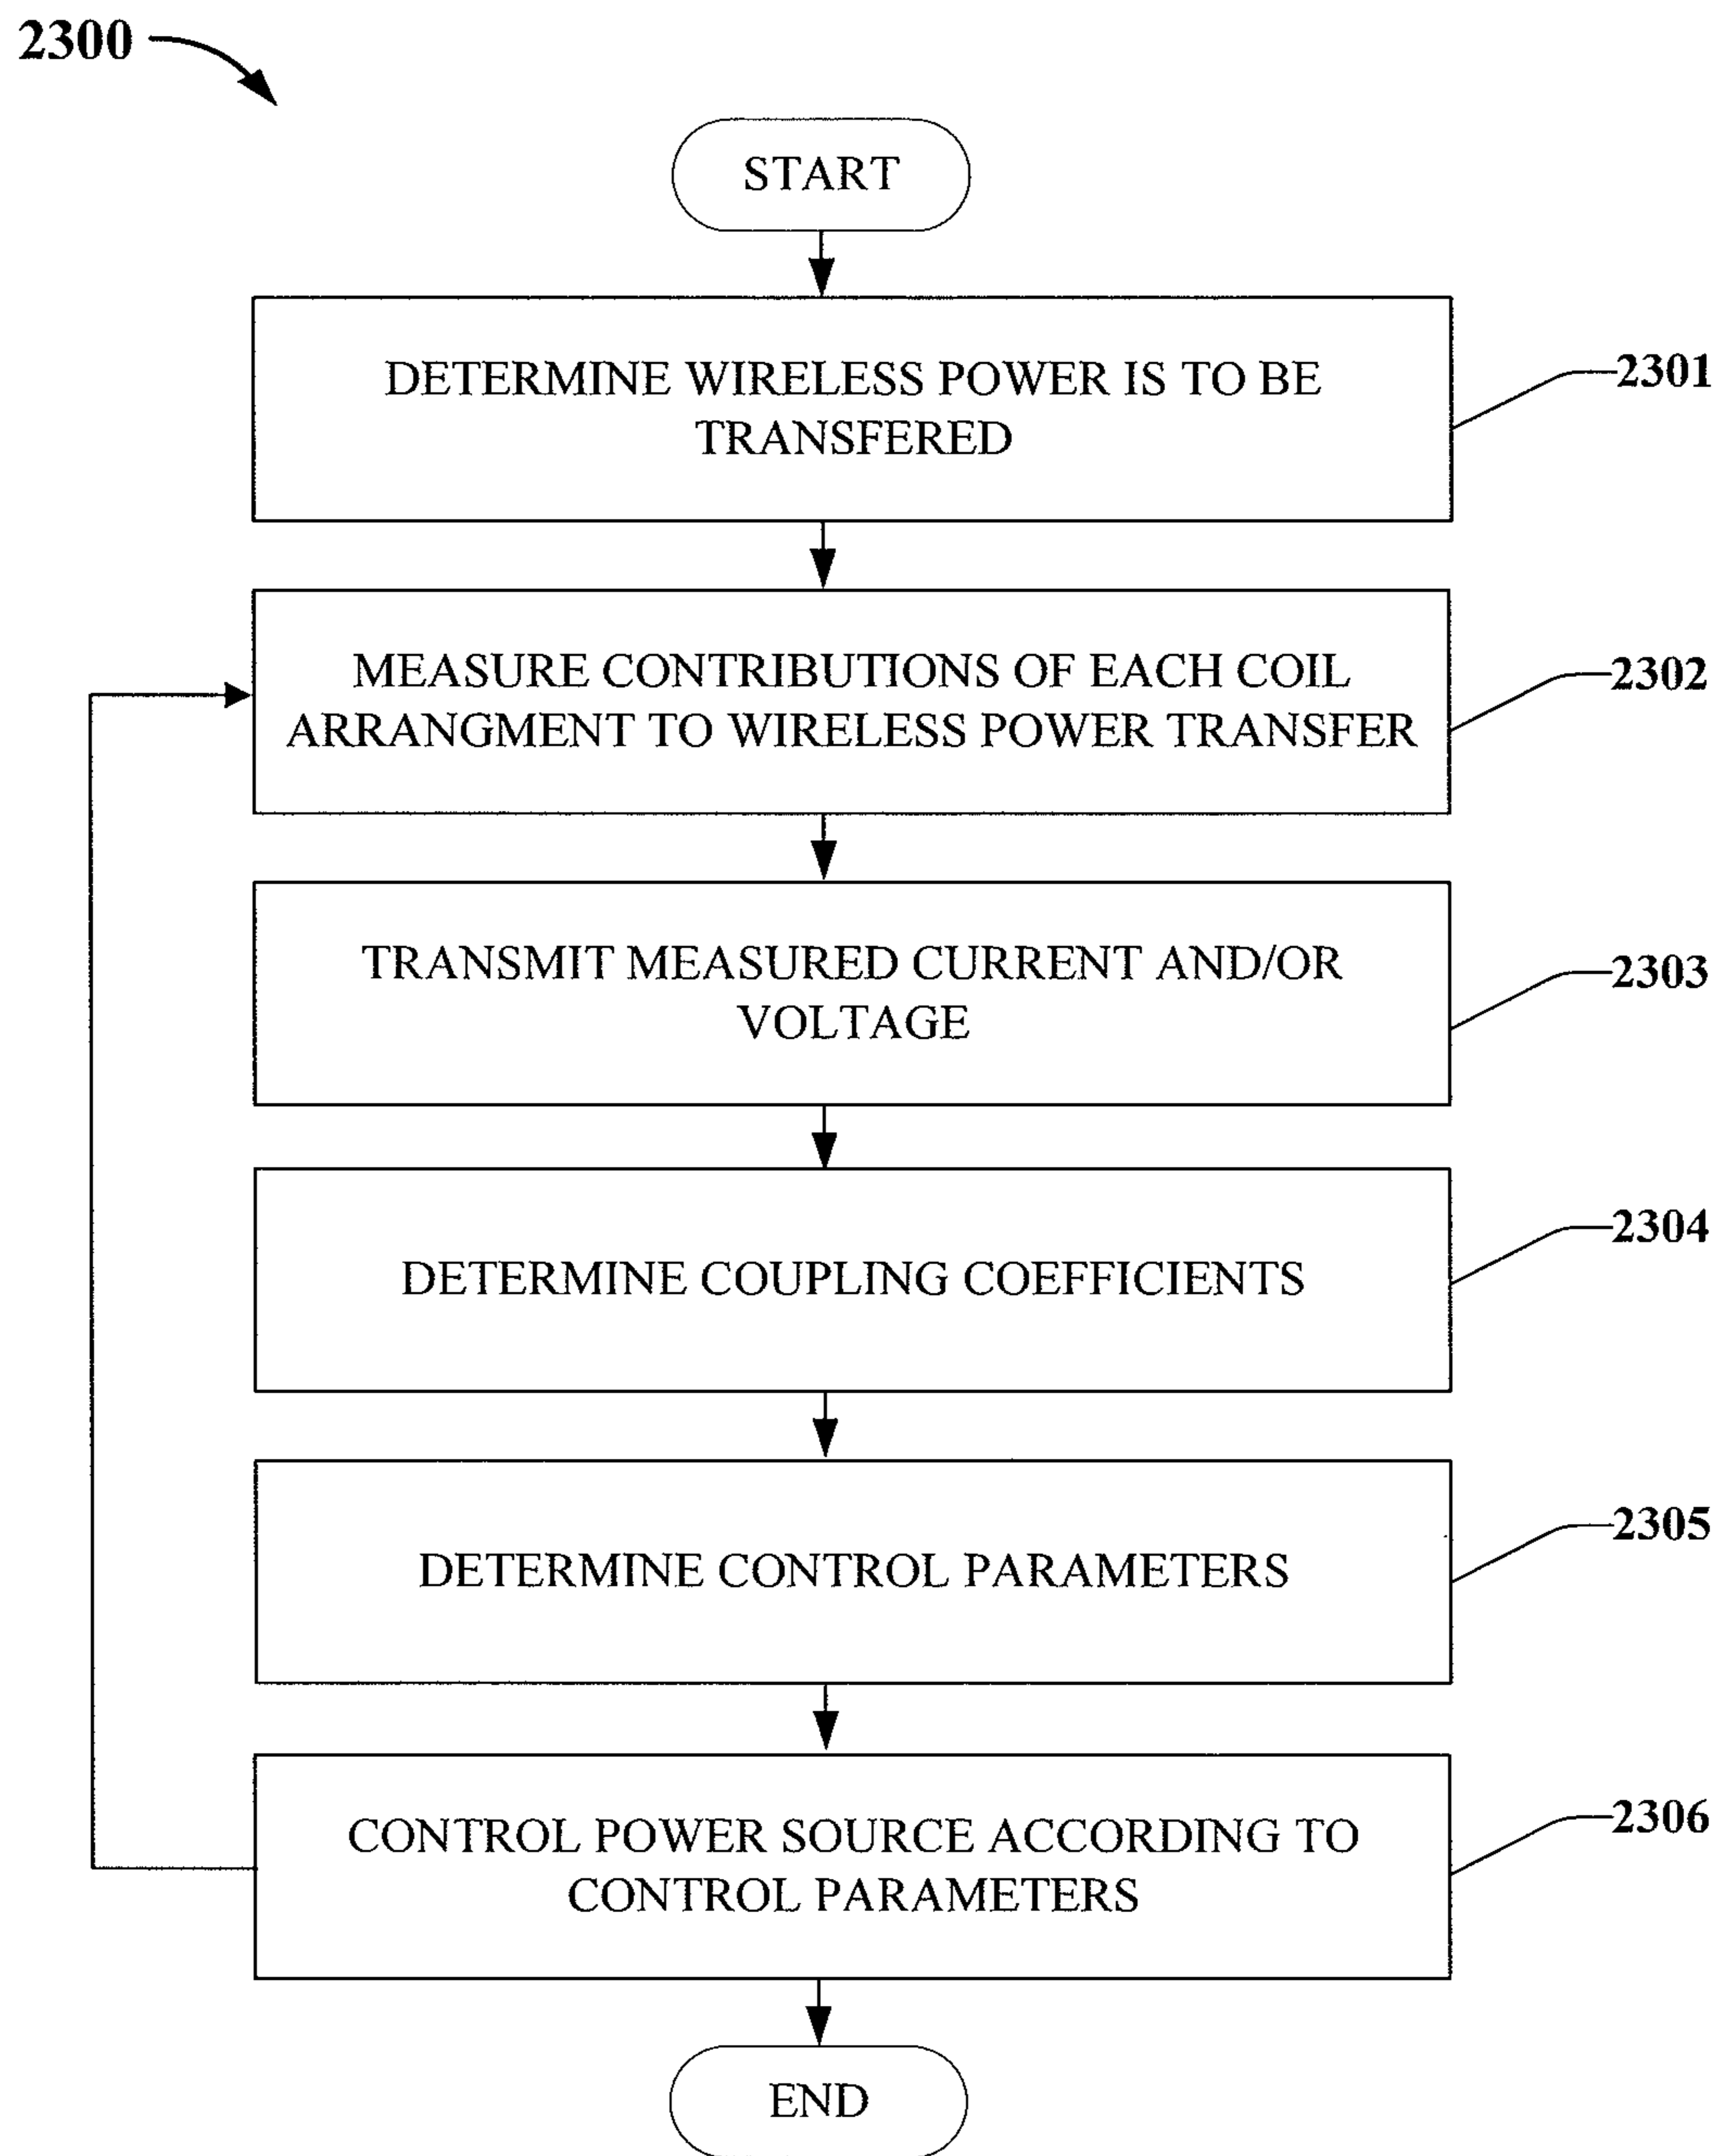 2300
START
DETERMINE WIRELESS POWER IS TO BE
TRANSFERED
2301
MEASURE CONTRIBUTIONS OF EACH COIL
ARRANGMENT TO WIRELESS POWER TRANSFER
2302
TRANSMIT MEASURED CURRENT AND/OR
VOLTAGE
2303
DETERMINE COUPLING COEFFICIENTS
2304
DETERMINE CONTROL PARAMETERS
2305
CONTROL POWER SOURCE ACCORDING TO
CONTROL PARAMETERS
2306
END